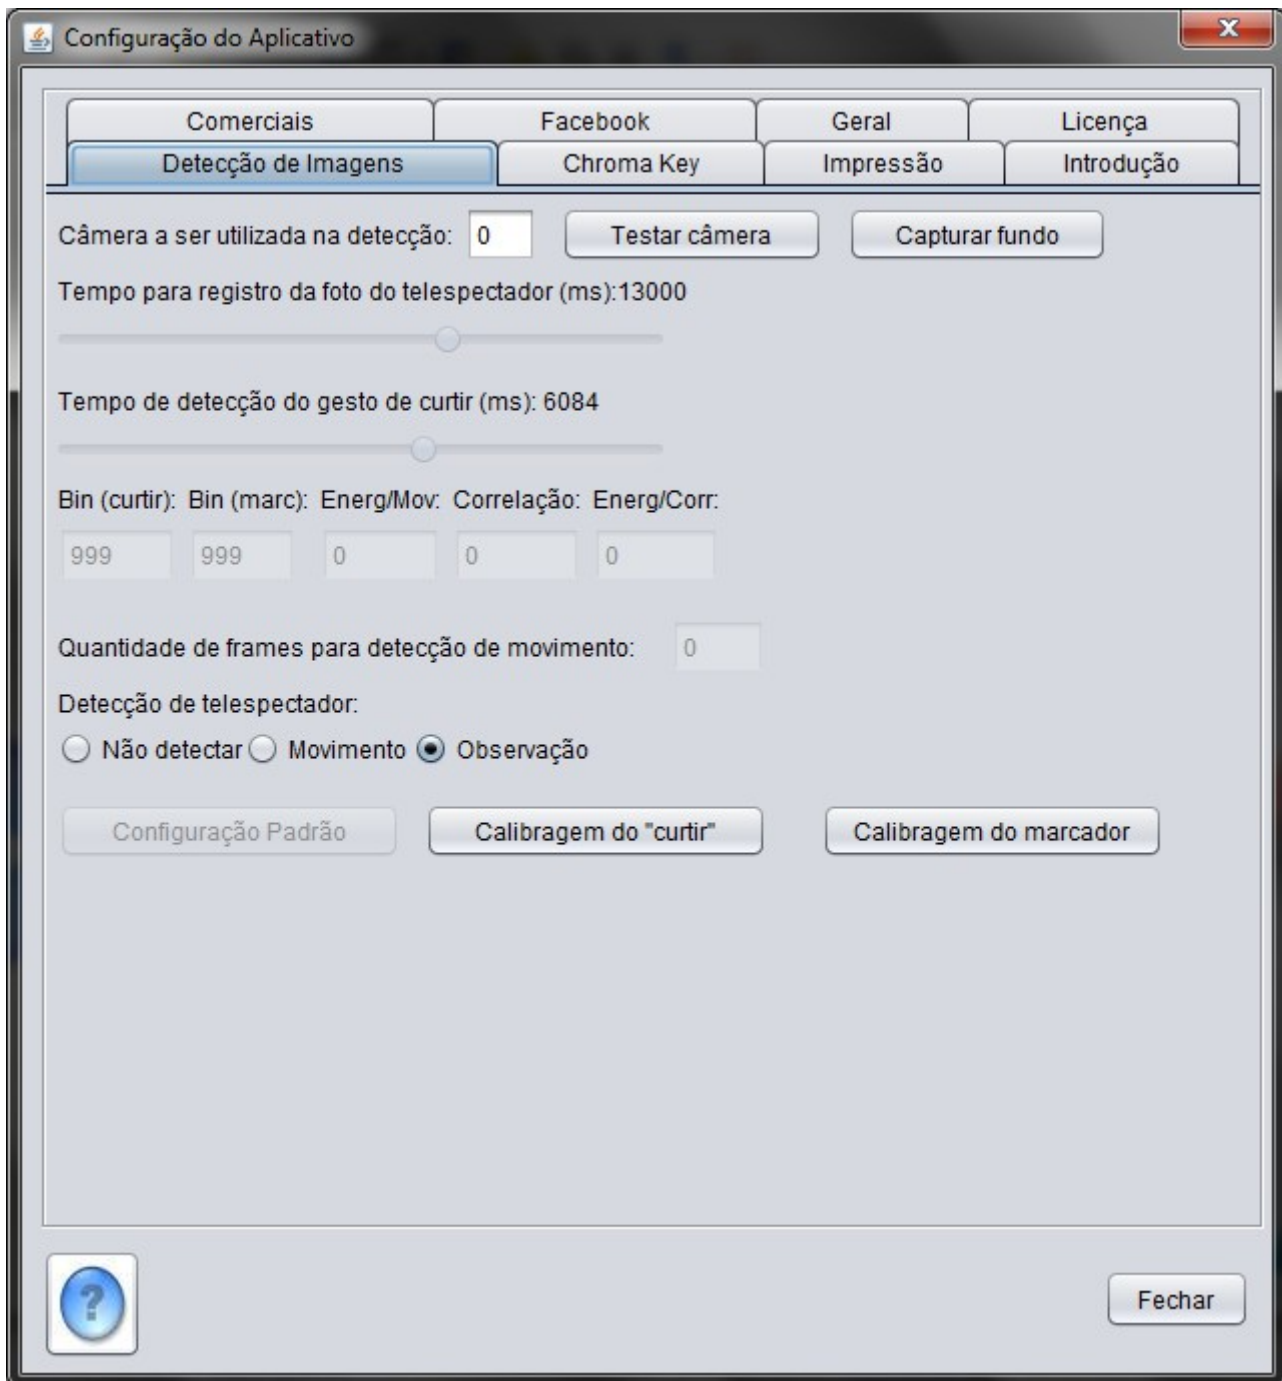 Configuração do Aplicativo
Comerciais Facebook Geral Licença
Detecção de Imagens Chroma Key Impressão Introdução
Câmera a ser utilizada na detecção: 0 Testar câmera Capturar fundo
Tempo para registro da foto do telespectador (ms):13000
Tempo de detecção do gesto de curtir (ms): 6084
Bin (curtir): Bin (marc): Energ/Mov: Correlação: Energ/Corr:
999 999 0 0 0
Quantidade de frames para detecção de movimento: 0
Detecção de telespectador:
Não detectar Movimento Observação
Configuração Padrão Calibragem do "curtir" Calibragem do marcador
?
Fechar